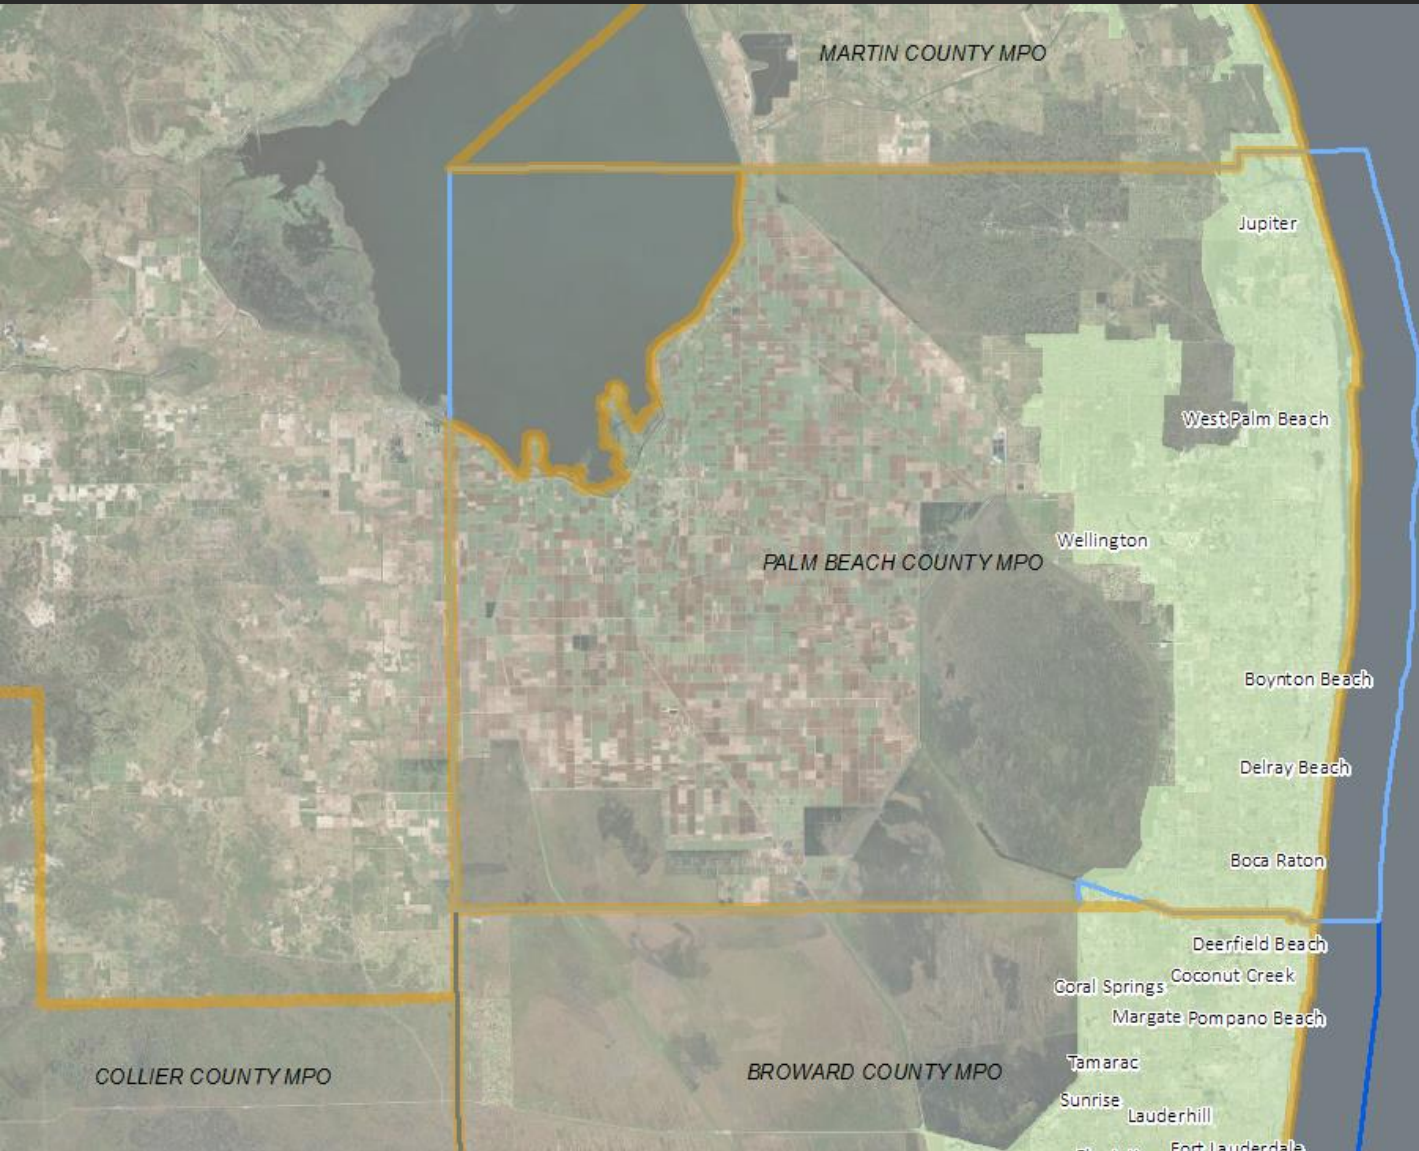 MARTIN COUNTY MPO
Jupiter
West Palm Beach
Wellington
PALM BEACH COUNTY MPO
Boynton Beach
Delray Beach
Boca Raton
Deerfield Beach
Coconut Creek
Coral Springs
Margate
Pompano Beach
Tamarac
COLLIER COUNTY MPO
BROWARD COUNTY MPO
Sunrise
Lauderhill
Fort Lauderdale